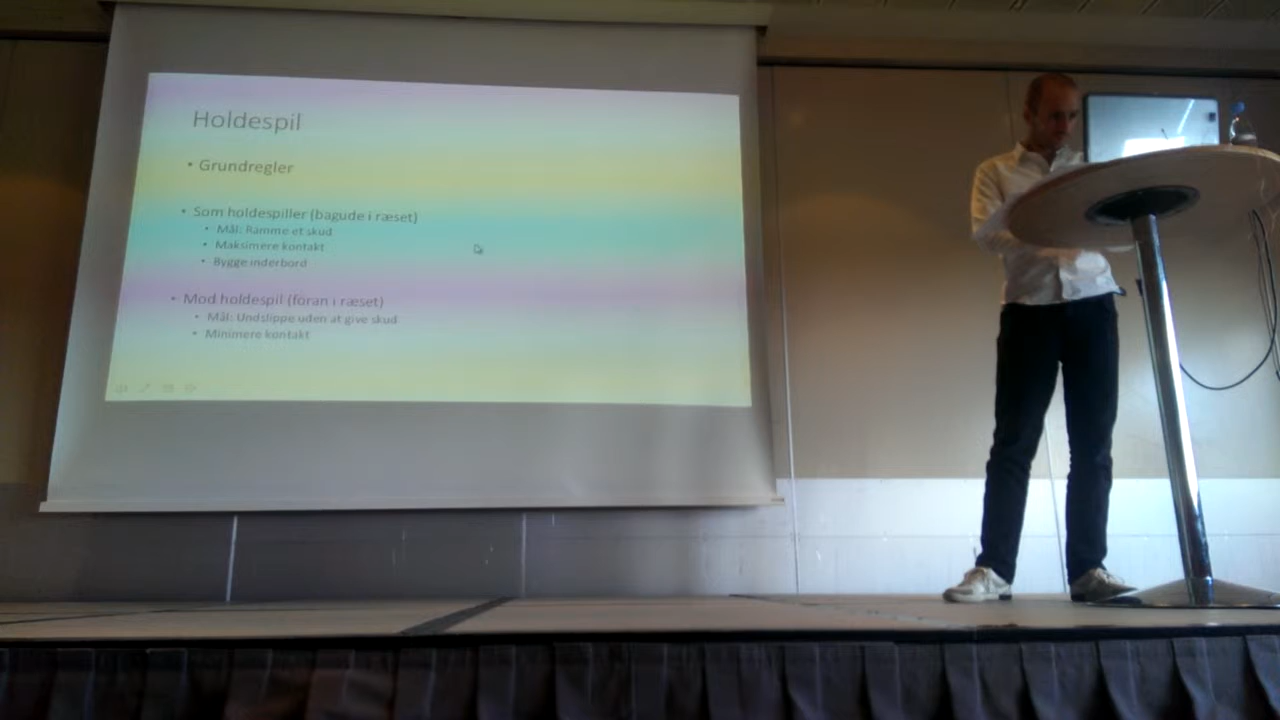 Holdespil
• Grundregler
• Som holdespiller (bagude i ræset)
• Mål: Ramme et skud
• Maksimere kontakt
• Bygge inderbord
• Mod holdespil (foran i ræset)
• Mål: Undslippe uden at give skud
• Minimere kontakt